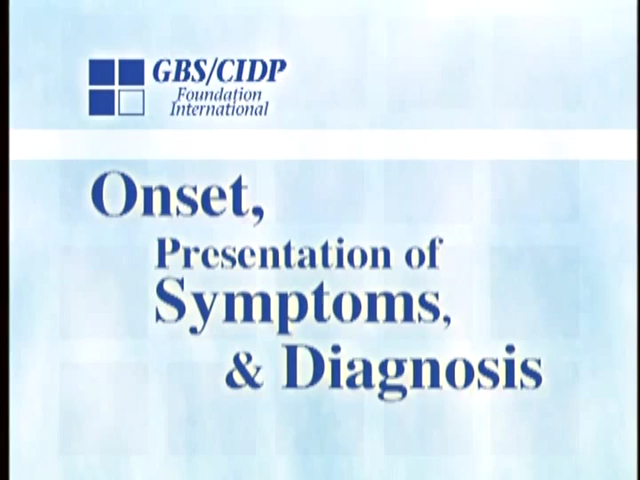 GBS/CIDP
Foundation
International
Onset,
Presentation of
Symptoms,
& Diagnosis